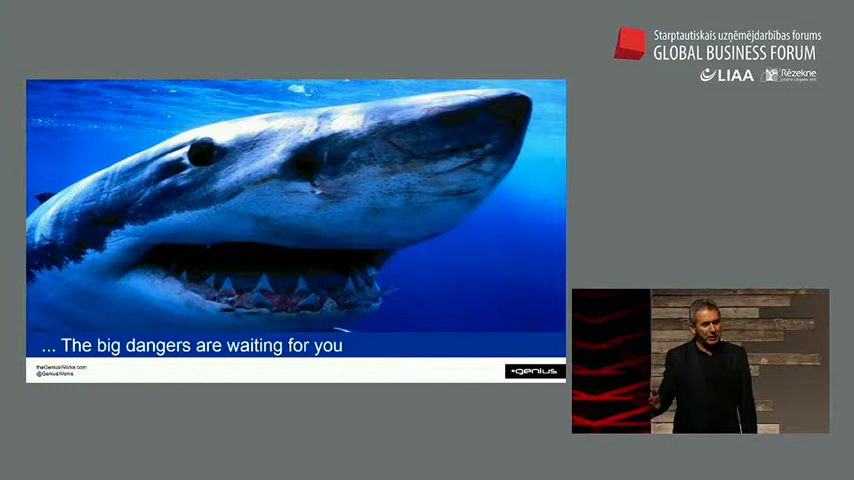 Starptautiskais uzņēmējdarbības forums
GLOBAL BUSINESS FORUM
LIAA
Rēzekne
... The big dangers are waiting for you
theGeniusWorks.com
@GeniusWorks
genius